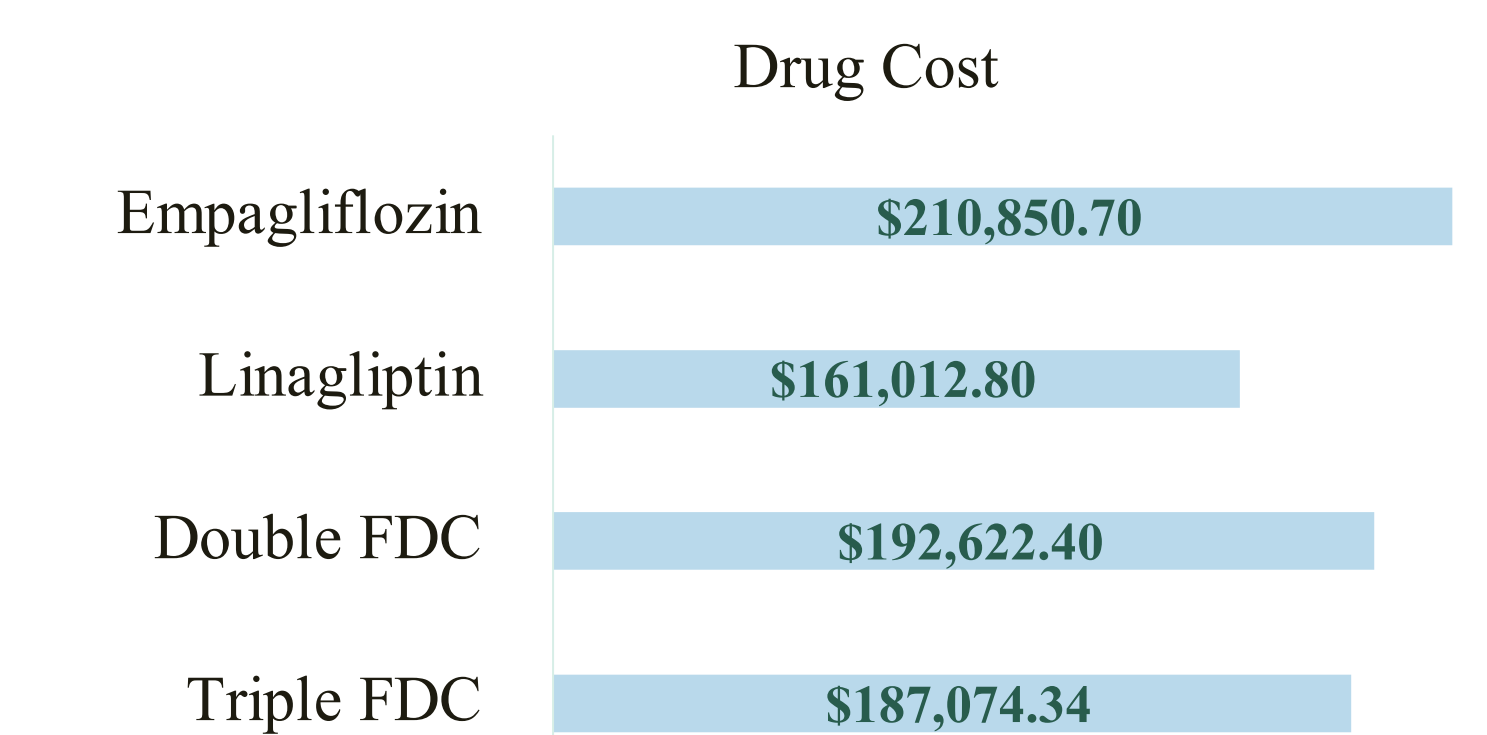 Drug Cost
Empagliflozin $210,850.70
Linagliptin $161,012.80
Double FDC $192,622.40
Triple FDC $187,074.34